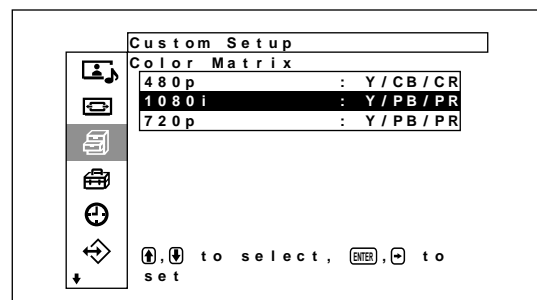 Custom Setup
Color Matrix
480p : Y/CB/CR
1080i : Y/PB/PR
720p : Y/PB/PR
↑,↓ to select, ENTER,→ to
set